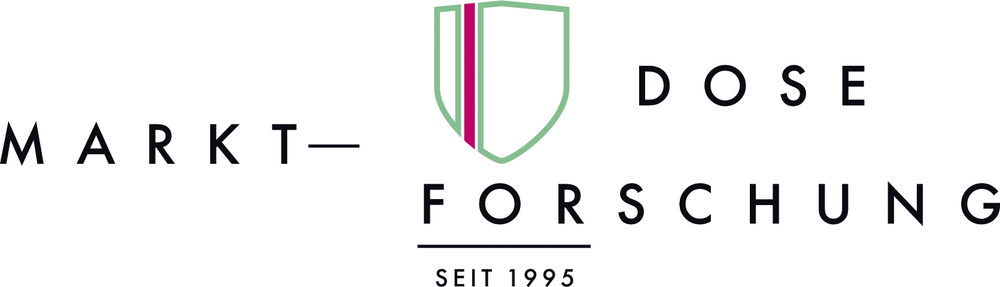 DOSE
MARKT—
FORSCHUNG
SEIT 1995